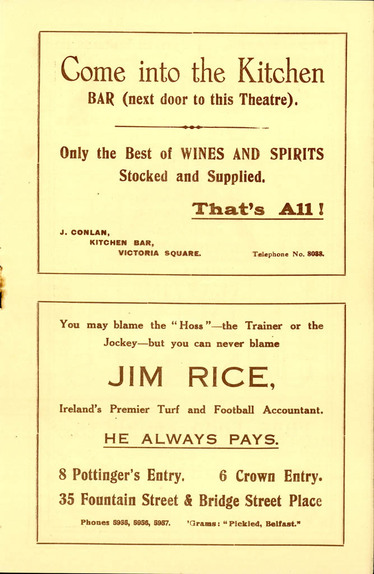 Come into the Kitchen
BAR (next door to this Theatre).
Only the Best of WINES AND SPIRITS
Stocked and Supplied.
That's All!
J. CONLAN,
KITCHEN BAR,
VICTORIA SQUARE.
Telephone No. 8088.
You may blame the "Hoss"—the Trainer or the
Jockey—but you can never blame
JIM RICE,
Ireland's Premier Turf and Football Accountant.
HE ALWAYS PAYS.
8 Pottinger's Entry. 6 Crown Entry.
35 Fountain Street & Bridge Street Place
Phones 5955, 5956, 5957. 'Grams: "Pickled, Belfast."